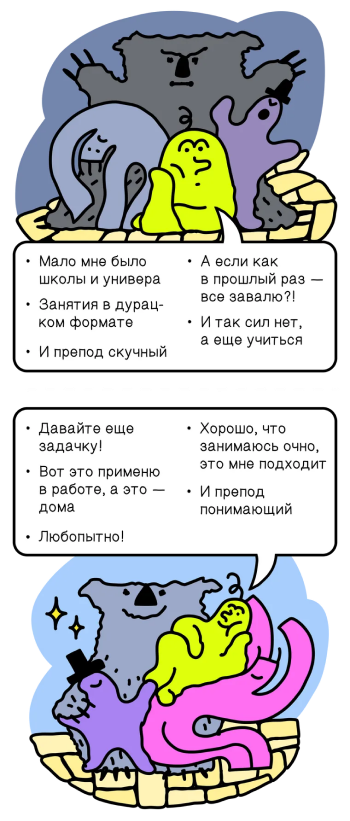 • Мало мне было
школы и универа
• Занятия в дурац-
ком формате
• И препод скучный
• А если как
в прошлый раз —
все завалю?!
• И так сил нет,
а еще учиться
• Давайте еще
задачку!
• Вот это применю
в работе, а это —
дома
• Любопытно!
• Хорошо, что
занимаюсь очно,
это мне подходит
• И препод
понимающий